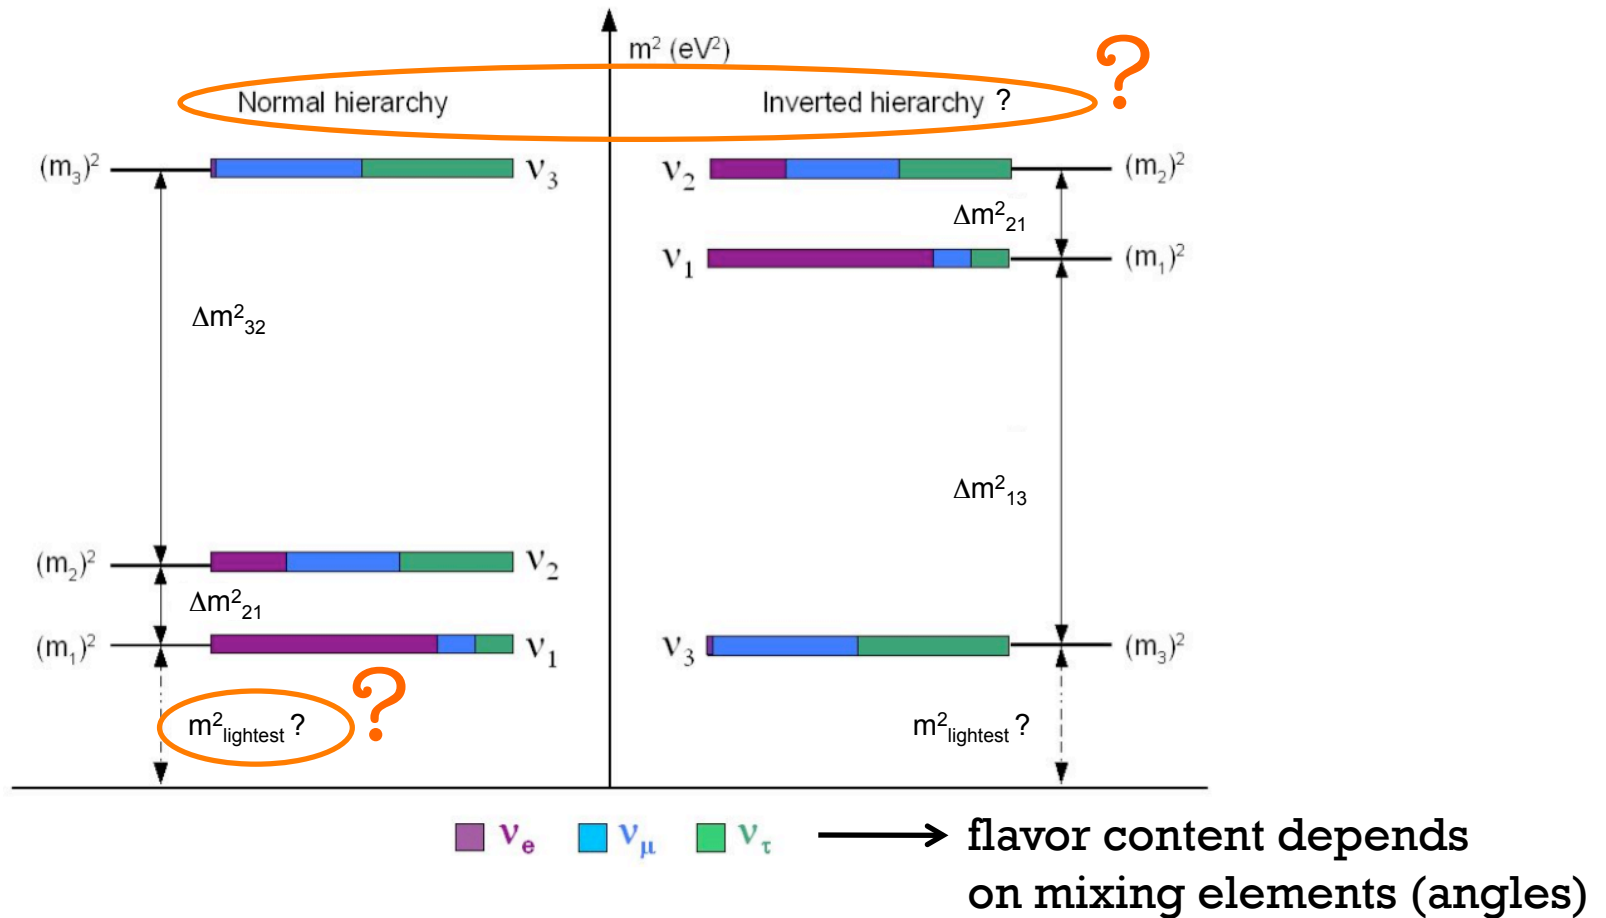 m² (eV²)
?
Normal hierarchy
Inverted hierarchy ?
(m₃)²
ν₃
ν₂
(m₂)²
Δm²₂₁
ν₁
(m₁)²
Δm²₃₂
Δm²₁₃
(m₂)²
ν₂
Δm²₂₁
(m₁)²
ν₁
ν₃
(m₃)²
m²lightest ?
?
m²lightest ?
νe
νμ
ντ
flavor content depends
on mixing elements (angles)